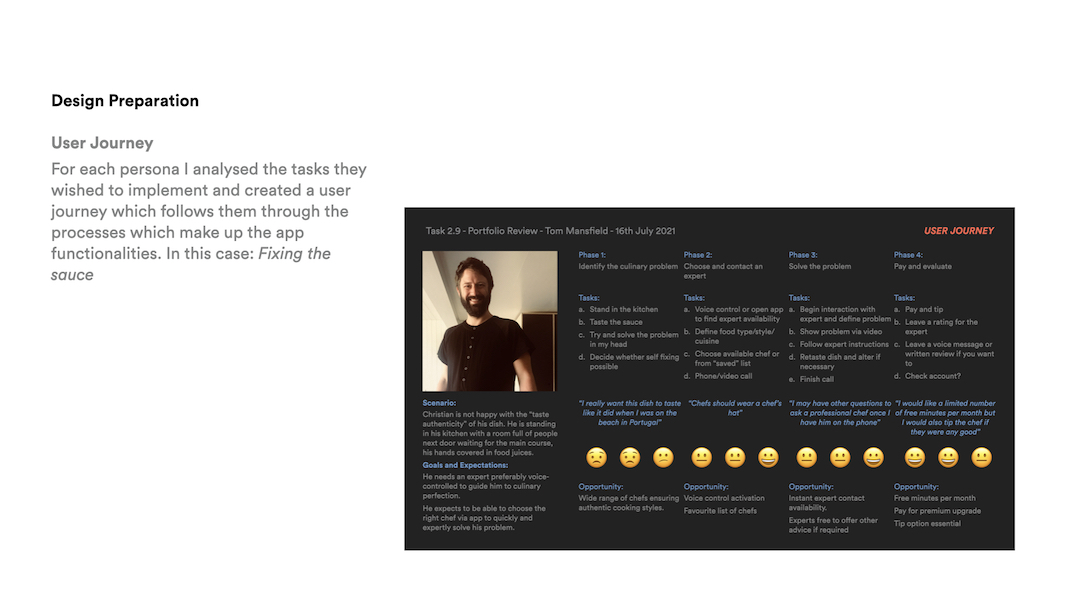 Design Preparation
User Journey
For each persona I analysed the tasks they
wished to implement and created a user
journey which follows them through the
processes which make up the app
functionalities. In this case: Fixing the
sauce
Task 2.9 - Portfolio Review - Tom Mansfield - 16th July 2021
USER JOURNEY
Scenario:
Christian is not happy with the "taste
authenticity" of his dish. He is standing
in his kitchen with a room full of people
next door waiting for the main course,
his hands covered in food juices.
Goals and Expectations:
He needs an expert preferably voice-
controlled to guide him to culinary
perfection.
He expects to be able to choose the
right chef via app to quickly and
expertly solve his problem.
Phase 1:
Identify the culinary problem
Tasks:
a. Stand in the kitchen
b. Taste the sauce
c. Try and solve the problem
in my head
d. Decide whether self fixing
possible
"I really want this dish to taste
like it did when I was on the
beach in Portugal"
Opportunity:
Wide range of chefs ensuring
authentic cooking styles.
Phase 2:
Choose and contact an
expert
Tasks:
a. Voice control or open app
to find expert availability
b. Define food type/style/
cuisine
c. Choose available chef or
from "saved" list
d. Phone/video call
"Chefs should wear a chef's
hat"
Opportunity:
Voice control activation
Favourite list of chefs
Phase 3:
Solve the problem
Tasks:
a. Begin interaction with
expert and define problem
b. Show problem via video
c. Follow expert instructions
d. Retaste dish and alter if
necessary
e. Finish call
"I may have other questions to
ask a professional chef once I
have him on the phone"
Opportunity:
Instant expert contact
availability.
Experts free to offer other
advice if required
Phase 4:
Pay and evaluate
Tasks:
a. Pay and tip
b. Leave a rating for the
expert
c. Leave a voice message or
written review if you want
to
d. Check account?
"I would like a limited number
of free minutes per month but
I would also tip the chef if
they were any good"
Opportunity:
Free minutes per month
Pay for premium upgrade
Tip option essential